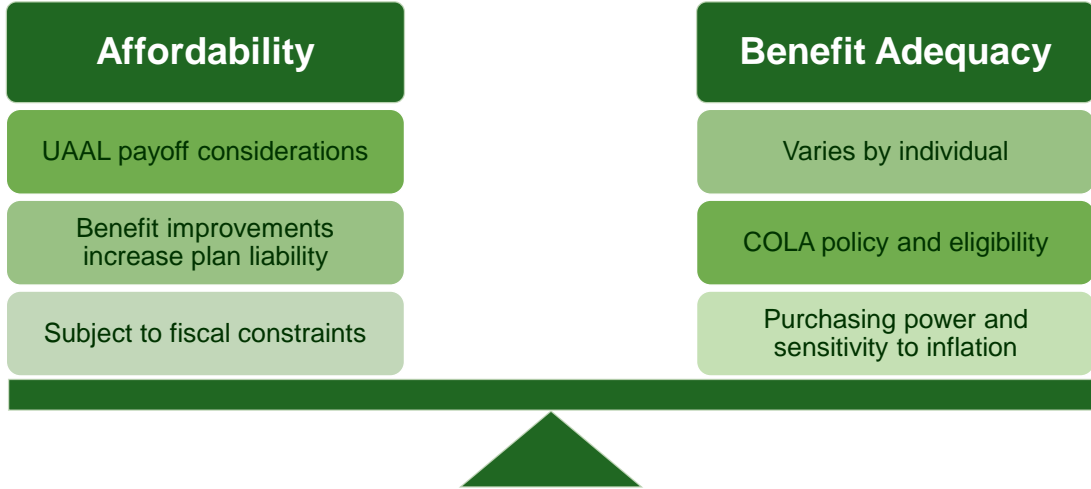 Affordability
UAAL payoff considerations
Benefit improvements
increase plan liability
Subject to fiscal constraints
Benefit Adequacy
Varies by individual
COLA policy and eligibility
Purchasing power and
sensitivity to inflation